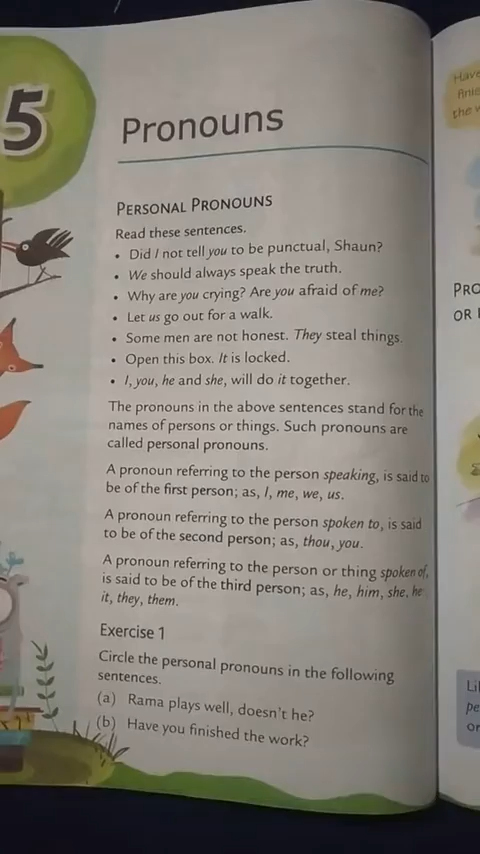 5
Pronouns
PERSONAL PRONOUNS
Read these sentences.
• Did I not tell you to be punctual, Shaun?
• We should always speak the truth.
• Why are you crying? Are you afraid of me?
• Let us go out for a walk.
• Some men are not honest. They steal things.
• Open this box. It is locked.
• I, you, he and she, will do it together.
The pronouns in the above sentences stand for the
names of persons or things. Such pronouns are
called personal pronouns.
A pronoun referring to the person speaking, is said to
be of the first person; as, I, me, we, us.
A pronoun referring to the person spoken to, is said
to be of the second person; as, thou, you.
A pronoun referring to the person or thing spoken of,
is said to be of the third person; as, he, him, she, he
it, they, them.
Exercise 1
Circle the personal pronouns in the following
sentences.
(a) Rama plays well, doesn't he?
(b) Have you finished the work?
Have
the
PRO
OR
Li
pe
or